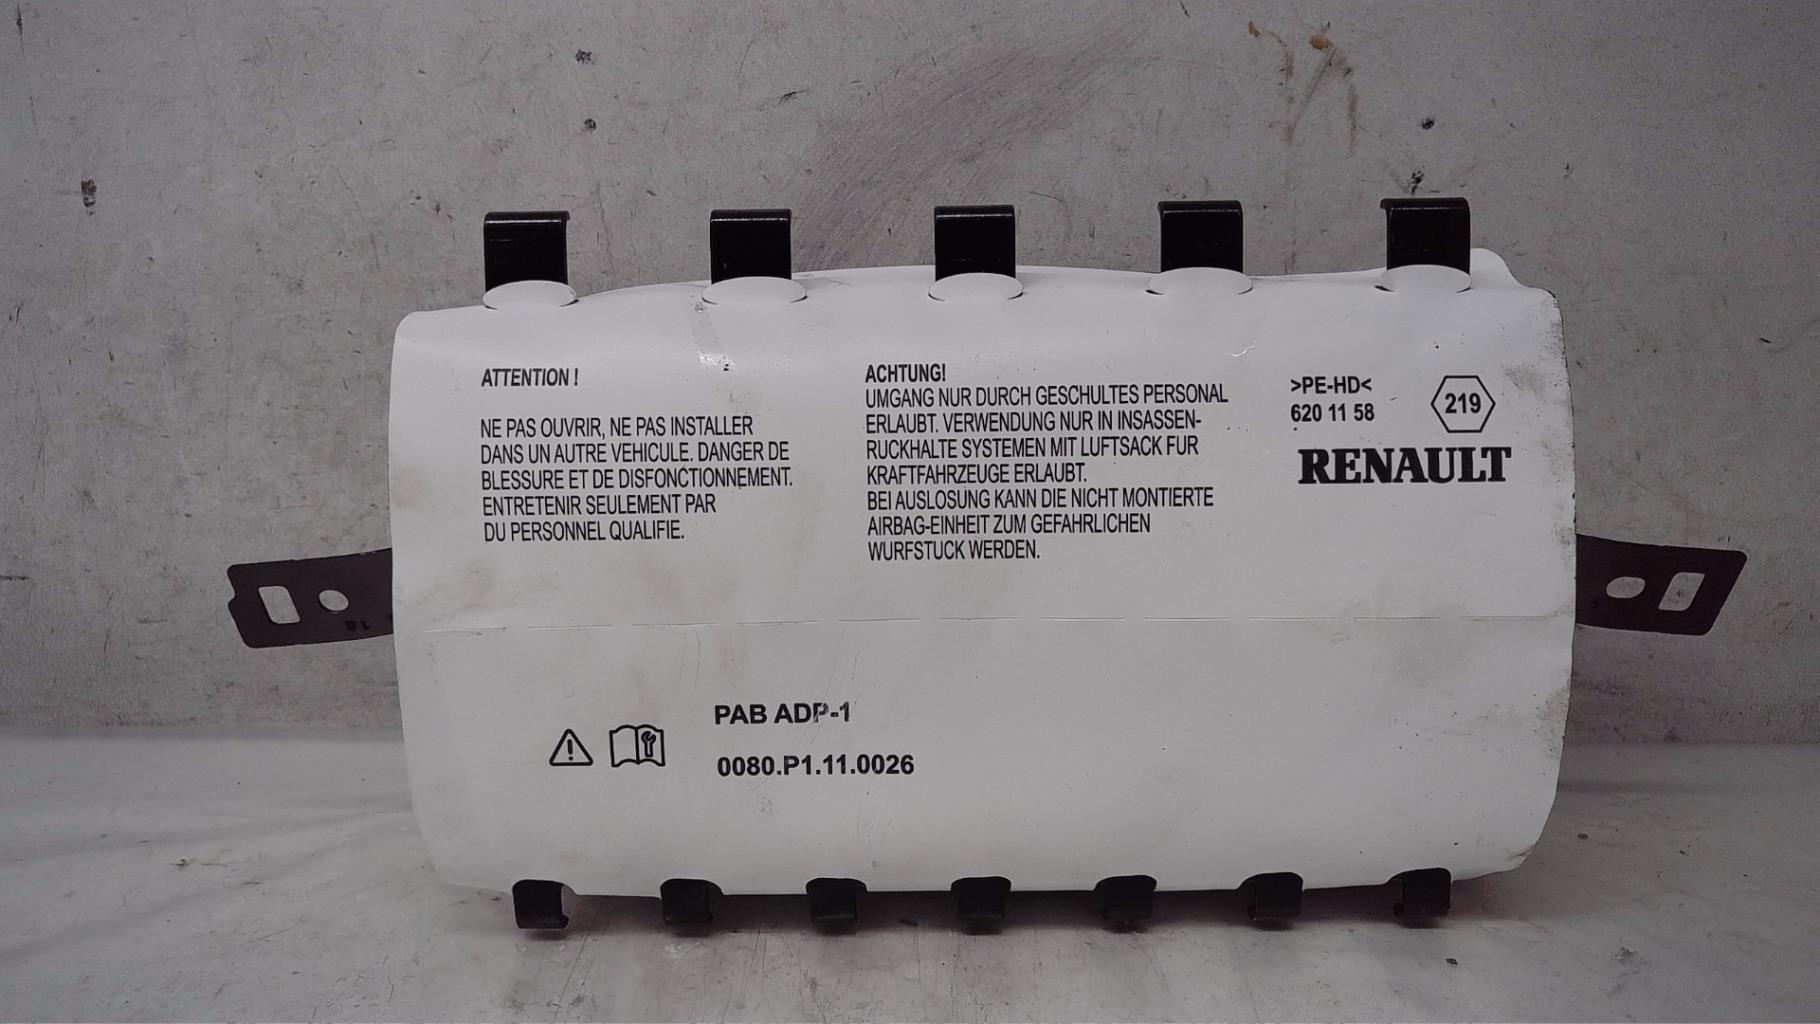 ATTENTION !
NE PAS OUVRIR, NE PAS INSTALLER
DANS UN AUTRE VEHICULE. DANGER DE
BLESSURE ET DE DISFONCTIONNEMENT.
ENTRETENIR SEULEMENT PAR
DU PERSONNEL QUALIFIE.
ACHTUNG!
UMGANG NUR DURCH GESCHULTES PERSONAL
ERLAUBT. VERWENDUNG NUR IN INSASSEN-
RUCKHALTE SYSTEMEN MIT LUFTSACK FUR
KRAFTFAHRZEUGE ERLAUBT.
BEI AUSLOSUNG KANN DIE NICHT MONTIERTE
AIRBAG-EINHEIT ZUM GEFAHRLICHEN
WURFSTUCK WERDEN.
>PE-HD<
620 11 58
219
RENAULT
PAB ADP-1
0080.P1.11.0026